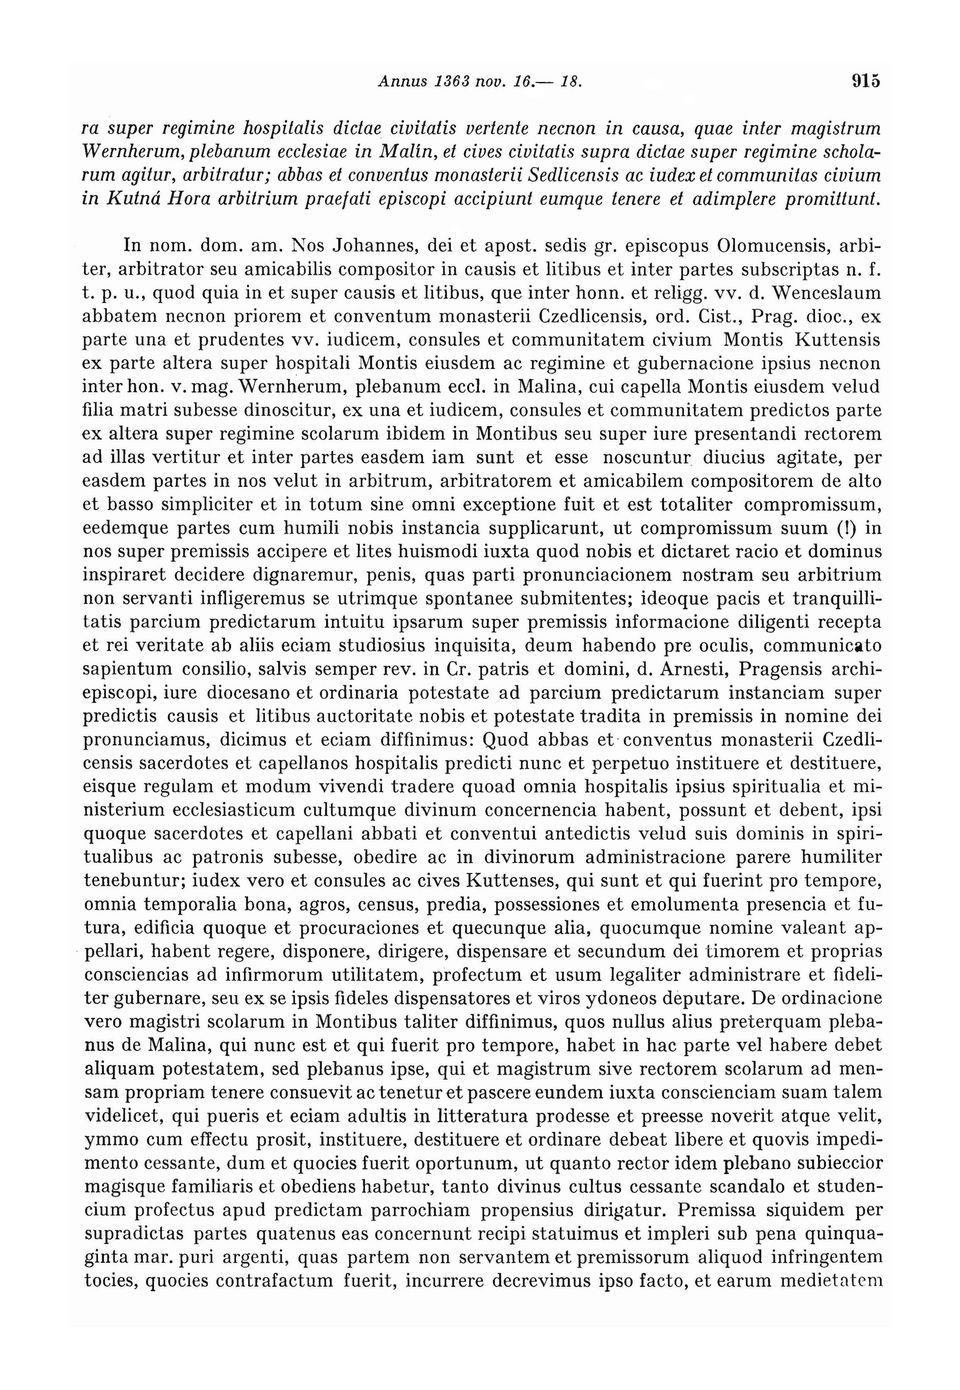 Annus 1363 nov. 16.— 18. 915
ra super regimine hospitalis dictae civitatis vertente necnon in causa, quae inter magistrum
Wernherum, plebanum ecclesiae in Malin, et cives civitatis supra dictae super regimine schola-
rum agitur, arbitratur; abbas et conventus monasterii Sedlicensis ac iudex et communitas civium
in Kutná Hora arbitrium praefati episcopi accipiunt eumque tenere et adimplere promittunt.
In nom. dom. am. Nos Johannes, dei et apost. sedis gr. episcopus Olomucensis, arbi-
ter, arbitrator seu amicabilis compositor in causis et litibus et inter partes subscriptas n. f.
t. p. u., quod quia in et super causis et litibus, que inter honn. et religg. vv. d. Wenceslaum
abbatem necnon priorem et conventum monasterii Czedlicensis, ord. Cist., Prag. dioc., ex
parte una et prudentes vv. iudicem, consules et communitatem civium Montis Kuttensis
ex parte altera super hospitali Montis eiusdem ac regimine et gubernacione ipsius necnon
inter hon. v. mag. Wernherum, plebanum eccl. in Malina, cui capella Montis eiusdem velud
filia matri subesse dinoscitur, ex una et iudicem, consules et communitatem predictos parte
ex altera super regimine scolarum ibidem in Montibus seu super iure presentandi rectorem
ad illas vertitur et inter partes easdem iam sunt et esse noscuntur diucius agitate, per
easdem partes in nos velut in arbitrum, arbitratorem et amicabilem compositorem de alto
et basso simpliciter et in totum sine omni exceptione fuit et est totaliter compromissum,
eedemque partes cum humili nobis instancia supplicarunt, ut compromissum suum (!) in
nos super premissis accipere et lites huismodi iuxta quod nobis et dictaret racio et dominus
inspiraret decidere dignaremur, penis, quas parti pronunciacionem nostram seu arbitrium
non servanti infligeremus se utrimque spontanee submitentes; ideoque pacis et tranquilli-
tatis parcium predictarum intuitu ipsarum super premissis informacione diligenti recepta
et rei veritate ab aliis eciam studiosius inquisita, deum habendo pre oculis, communicato
sapientum consilio, salvis semper rev. in Cr. patris et domini, d. Arnesti, Pragensis archi-
episcopi, iure diocesano et ordinaria potestate ad parcium predictarum instanciam super
predictis causis et litibus auctoritate nobis et potestate tradita in premissis in nomine dei
pronunciamus, dicimus et eciam diffinimus: Quod abbas et conventus monasterii Czedli-
censis sacerdotes et capellanos hospitalis predicti nunc et perpetuo instituere et destituere,
eisque regulam et modum vivendi tradere quoad omnia hospitalis ipsius spiritualia et mi-
nisterium ecclesiasticum cultumque divinum concernencia habent, possunt et debent, ipsi
quoque sacerdotes et capellani abbati et conventui antedictis velud suis dominis in spiri-
tualibus ac patronis subesse, obedire ac in divinorum administracione parere humiliter
tenebuntur; iudex vero et consules ac cives Kuttenses, qui sunt et qui fuerint pro tempore,
omnia temporalia bona, agros, census, predia, possessiones et emolumenta presencia et fu-
tura, edificia quoque et procuraciones et quecunque alia, quocumque nomine valeant ap-
pellari, habent regere, disponere, dirigere, dispensare et secundum dei timorem et proprias
consciencias ad infirmorum utilitatem, profectum et usum legaliter administrare et fideli-
ter gubernare, seu ex se ipsis fideles dispensatores et viros ydoneos deputare. De ordinacione
vero magistri scolarum in Montibus taliter diffinimus, quos nullus alius preterquam pleba-
nus de Malina, qui nunc est et qui fuerit pro tempore, habet in hac parte vel habere debet
aliquam potestatem, sed plebanus ipse, qui et magistrum sive rectorem scolarum ad men-
sam propriam tenere consuevit ac tenetur et pascere eundem iuxta conscienciam suam talem
videlicet, qui pueris et eciam adultis in litteratura prodesse et preesse noverit atque velit,
ymmo cum effectu prosit, instituere, destituere et ordinare debeat libere et quovis impedi-
mento cessante, dum et quocies fuerit oportunum, ut quanto rector idem plebano subieccior
magisque familiaris et obediens habetur, tanto divinus cultus cessante scandalo et studen-
cium profectus apud predictam parrochiam propensius dirigatur. Premissa siquidem per
supradictas partes quatenus eas concernunt recipi statuimus et impleri sub pena quinqua-
ginta mar. puri argenti, quas partem non servantem et premissorum aliquod infringentem
tocies, quocies contrafactum fuerit, incurrere decrevimus ipso facto, et earum medietatem